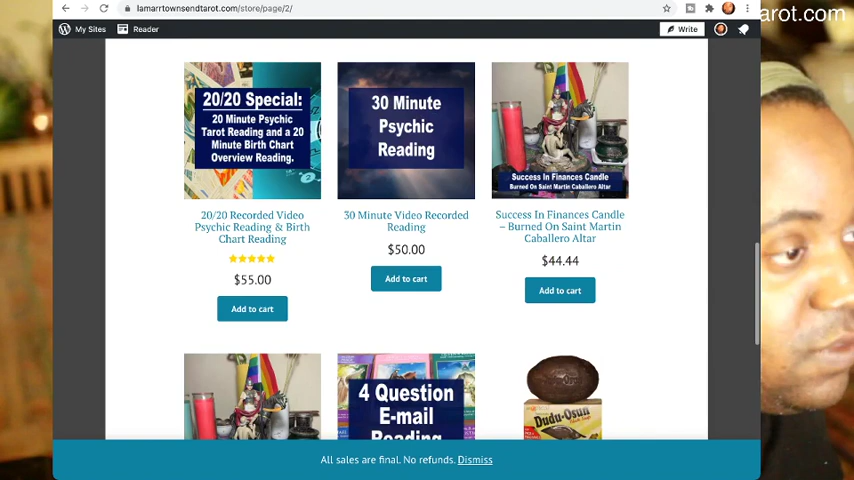 lamarrtownsendtarot.com/store/page/2/
arot.com
My Sites
Reader
Write
20/20 Special:
20 Minute Psychic
Tarot Reading and a 20
Minute Birth Chart
Overview Reading.
30 Minute
Psychic
Reading
Success In Finances Candle
Burned On Saint Martin Caballero Altar
20/20 Recorded Video
Psychic Reading & Birth
Chart Reading
$55.00
Add to cart
30 Minute Video Recorded
Reading
$50.00
Add to cart
Success In Finances Candle
– Burned On Saint Martin
Caballero Altar
$44.44
Add to cart
4 Question
E-mail
Reading
Dudu-Osun
All sales are final. No refunds. Dismiss